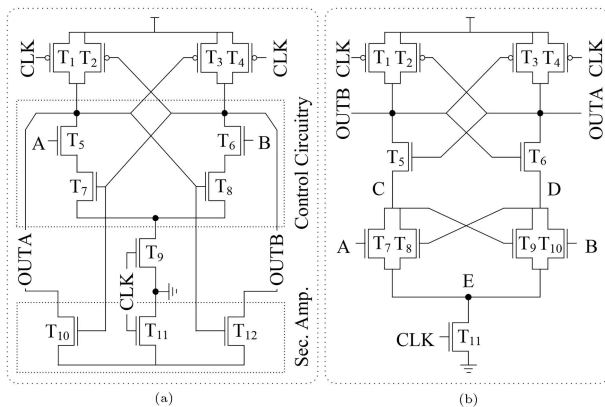 CLK
T1 T2
T3 T4
CLK
A
T5
T6
B
T7
T8
Control Circuitry
OUTA
T9
OUTB
CLK
T10
T11
T12
Sec. Amp.
(a)
CLK
T1 T2
T3 T4
CLK
OUTB
OUTA
T5
T6
C
D
A
T7 T8
T9 T10
B
E
CLK
T11
(b)